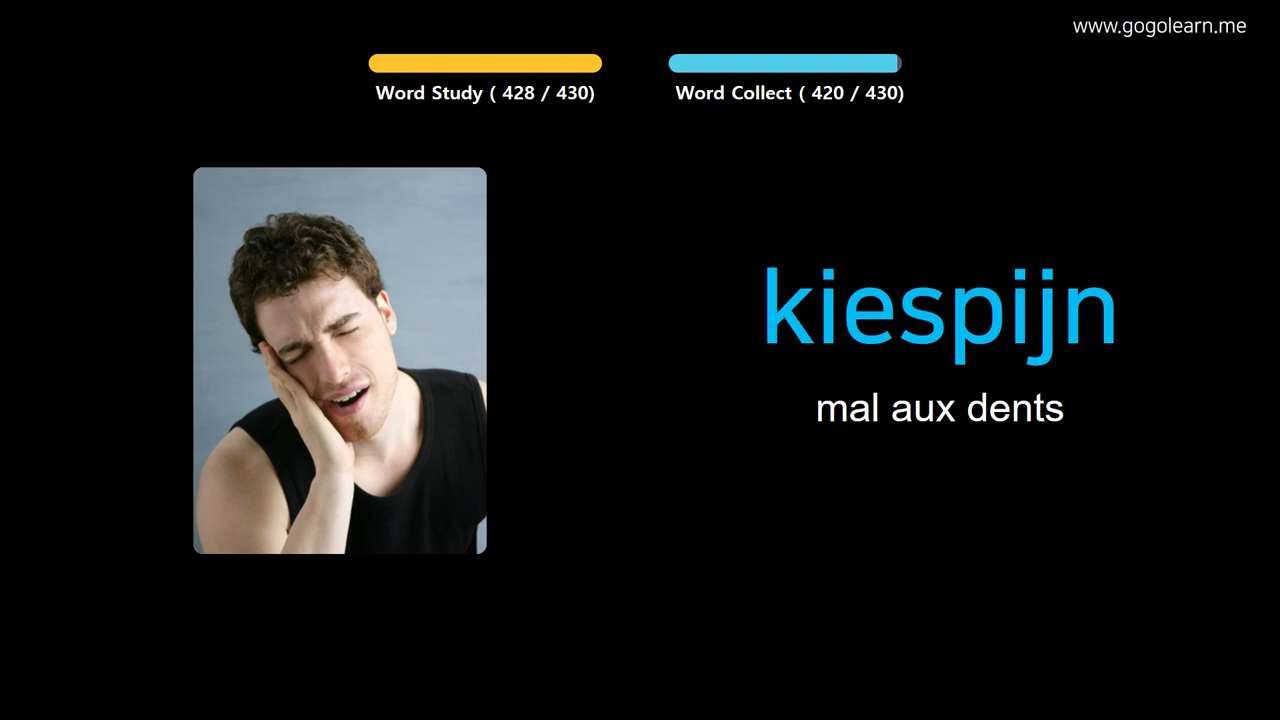 www.gogolearn.me
Word Study ( 428 / 430)
Word Collect ( 420 / 430)
kiespijn
mal aux dents